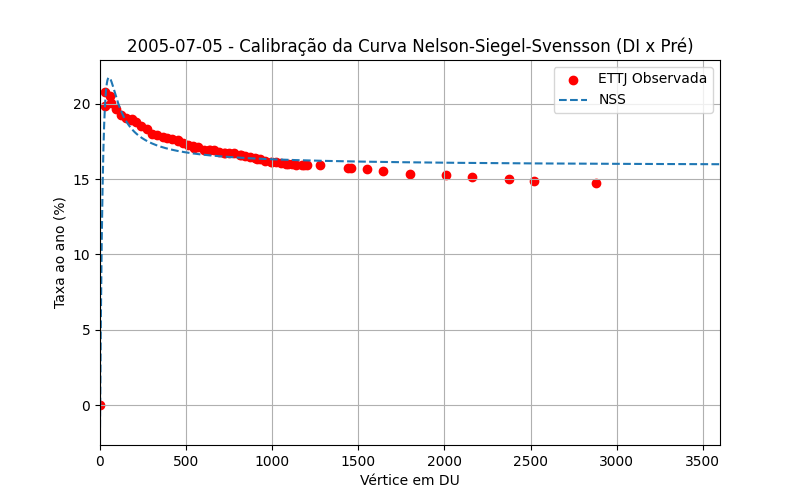 2005-07-05 - Calibração da Curva Nelson-Siegel-Svensson (DI x Pré)
ETTJ Observada
NSS
Taxa ao ano (%)
20
15
10
5
0
0 500 1000 1500 2000 2500 3000 3500
Vértice em DU